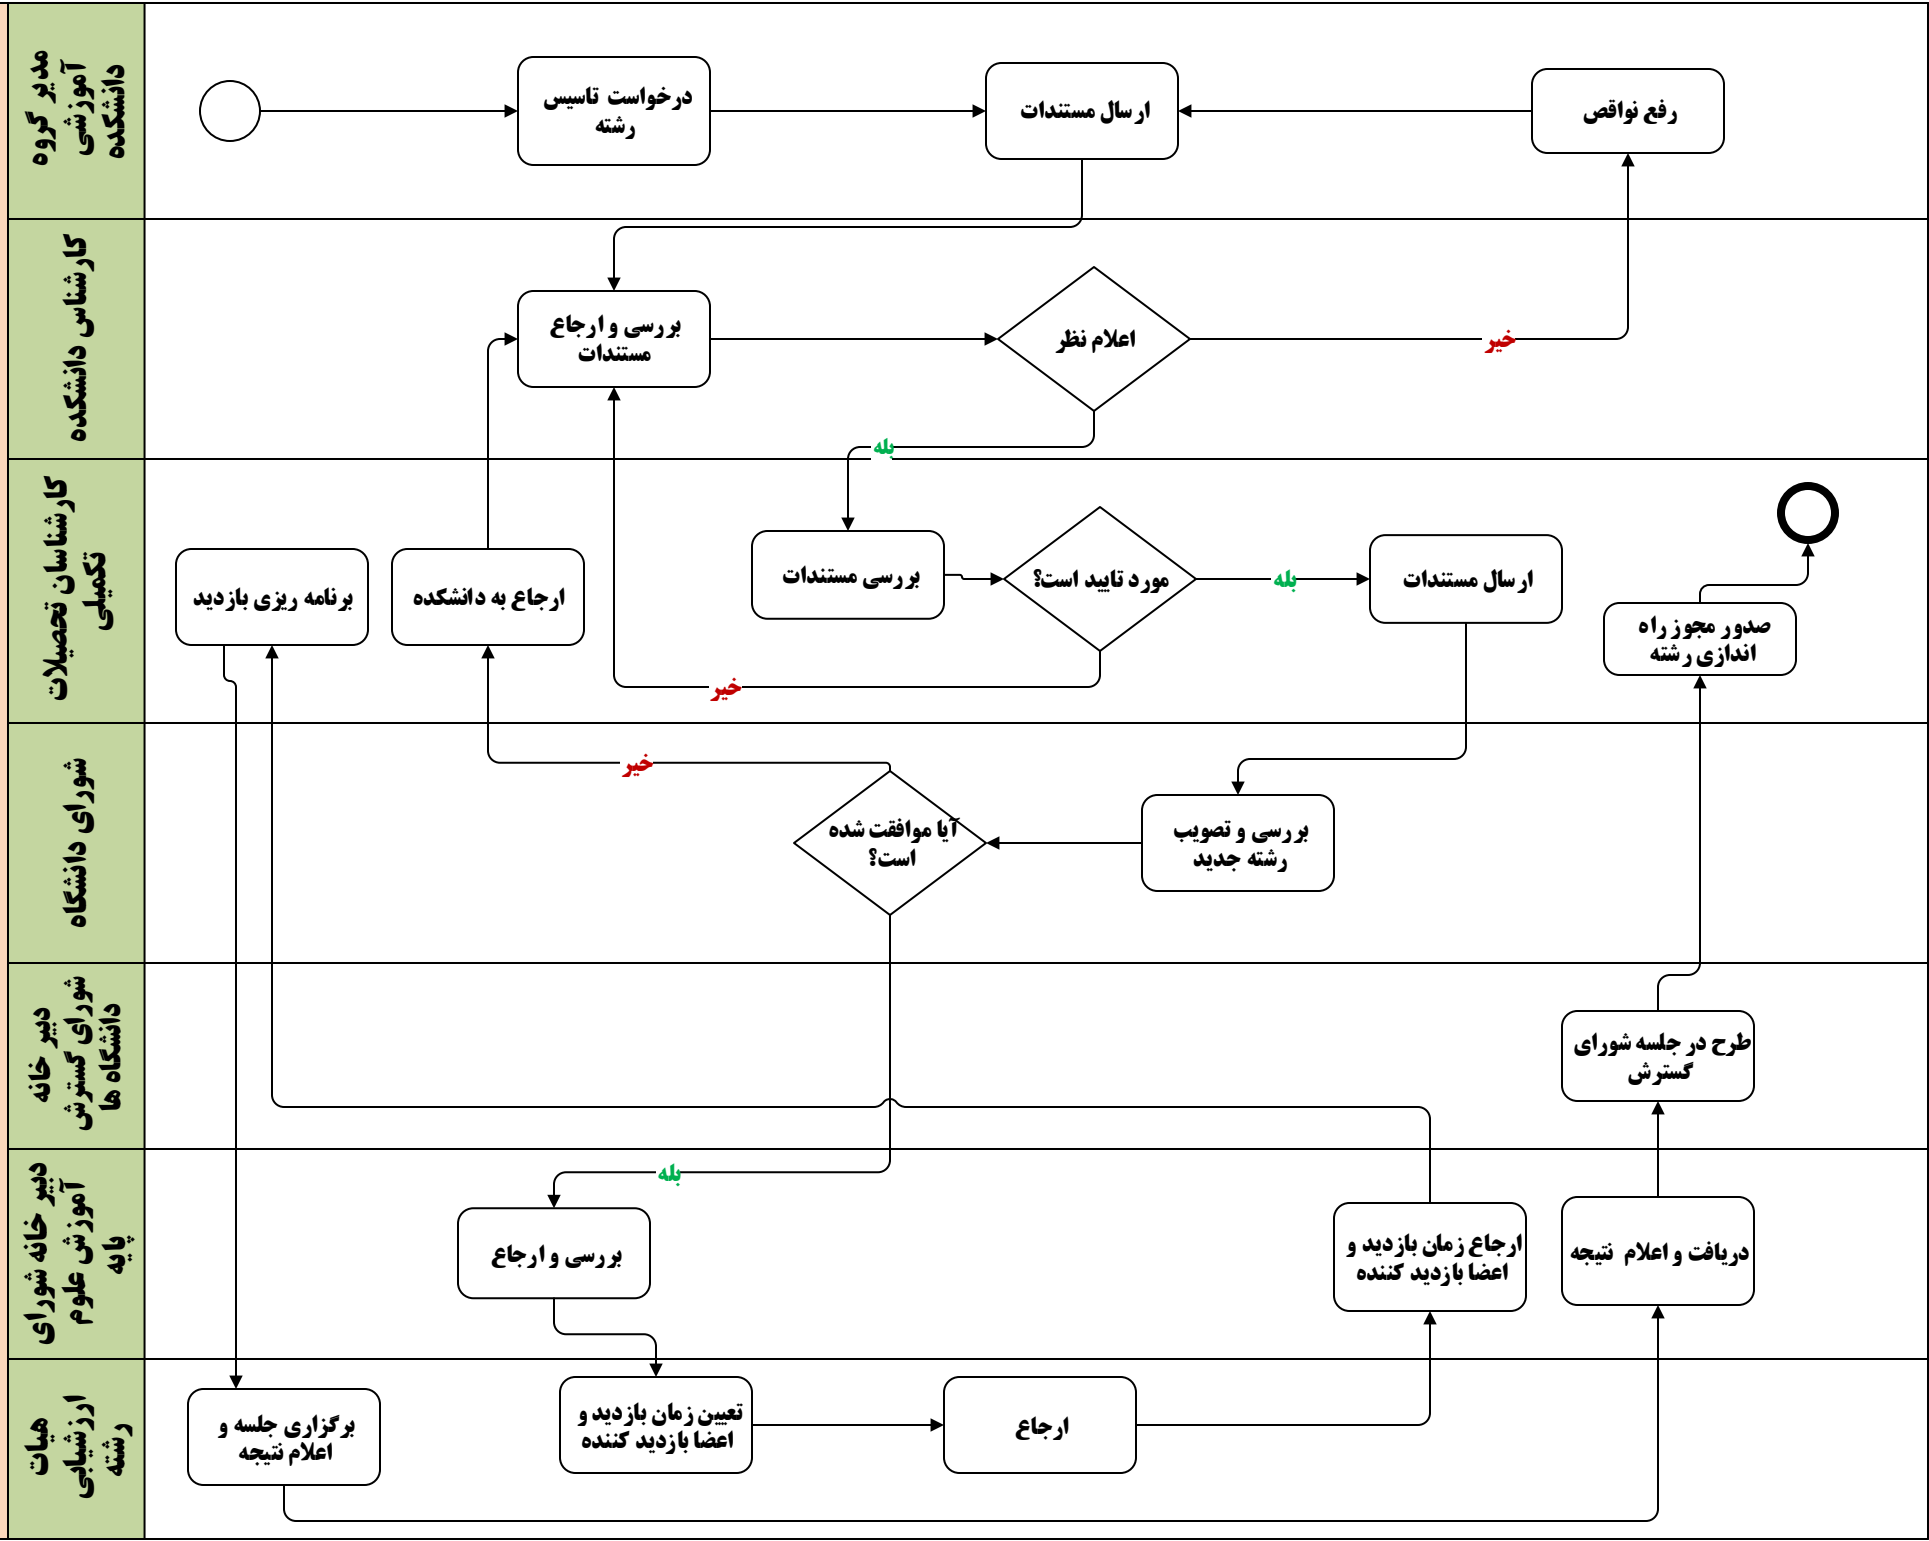 مدیر گروه
آموزشی
دانشکده
درخواست تاسیس
رشته
ارسال مستندات
رفع نواقص
کارشناس دانشکده
بررسی و ارجاع
مستندات
اعلام نظر
خیر
بله
کارشناسان تحصیلات
تکمیلی
برنامه ریزی بازدید
ارجاع به دانشکده
بررسی مستندات
مورد تایید است؟
بله
ارسال مستندات
صدور مجوز راه
اندازی رشته
خیر
شورای دانشگاه
خیر
آیا موافقت شده
است؟
بررسی و تصویب
رشته جدید
دبیر خانه
شورای گسترش
دانشگاه ها
طرح در جلسه شورای
گسترش
دبیر خانه شورای
آموزش علوم
پایه
بله
بررسی و ارجاع
ارجاع زمان بازدید و
اعضا بازدید کننده
دریافت و اعلام نتیجه
هیات
ارزشیابی
رشته
برگزاری جلسه و
اعلام نتیجه
تعیین زمان بازدید و
اعضا بازدید کننده
ارجاع